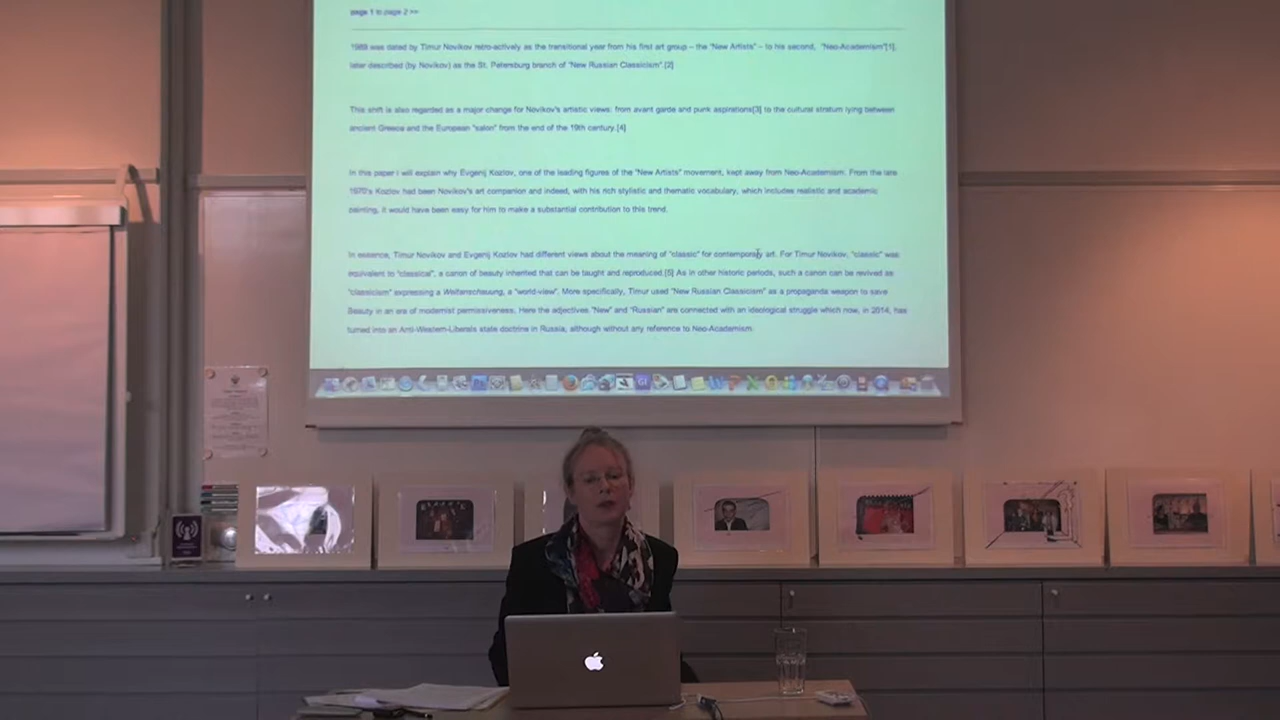 page 1 to page 2 >>
1989 was dated by Timur Novikov retro-actively as the transitional year from his first art group – the "New Artists" – to his second, "Neo-Academism"[1],
later described (by Novikov) as the St. Petersburg branch of "New Russian Classicism".[2]
This shift is also regarded as a major change for Novikov's artistic views: from avant garde and punk aspirations[3] to the cultural stratum lying between
ancient Greece and the European "salon" from the end of the 19th century.[4]
In this paper I will explain why Evgenij Kozlov, one of the leading figures of the "New Artists" movement, kept away from Neo-Academism. From the late
1970's Kozlov had been Novikov's art companion and indeed, with his rich stylistic and thematic vocabulary, which includes realistic and academic
painting, it would have been easy for him to make a substantial contribution to this trend.
In essence, Timur Novikov and Evgenij Kozlov had different views about the meaning of "classic" for contemporary art. For Timur Novikov, "classic" was
equivalent to "classical", a canon of beauty inherited that can be taught and reproduced.[5] As in other historic periods, such a canon can be revived as
"classicism" expressing a Weltanschauung, a "world-view". More specifically, Timur used "New Russian Classicism" as a propaganda weapon to save
Beauty in an era of modernist permissiveness. Here the adjectives "New" and "Russian" are connected with an ideological struggle which now, in 2014, has
turned into an Anti-Western-Liberals state doctrine in Russia, although without any reference to Neo-Academism.